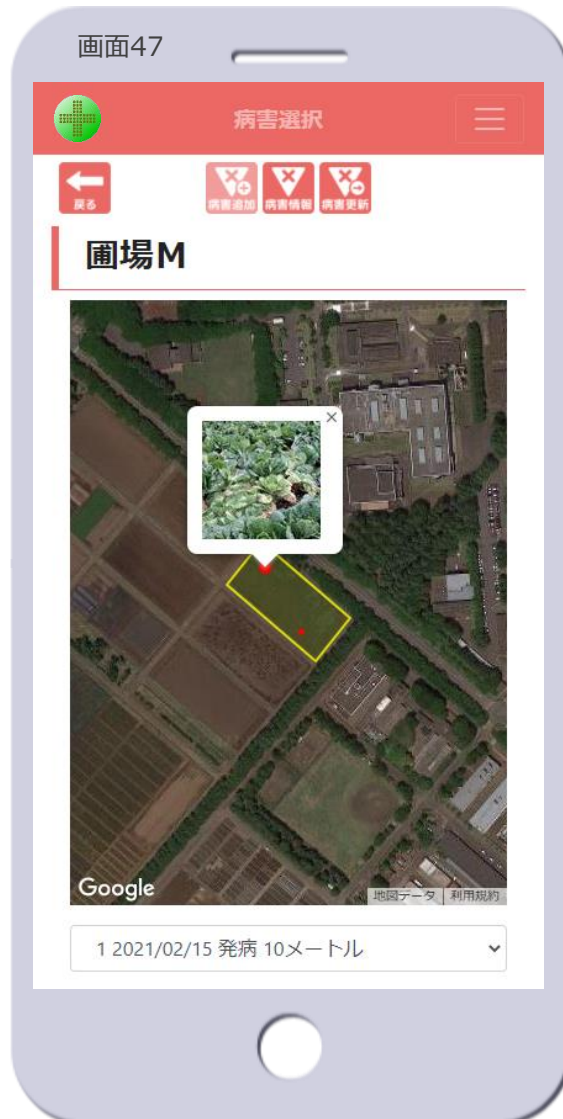 画面47
病害選択
戻る
病害追加 病害情報 病害更新
圃場M
×
Google
地図データ 利用規約
1 2021/02/15 発病 10メートル